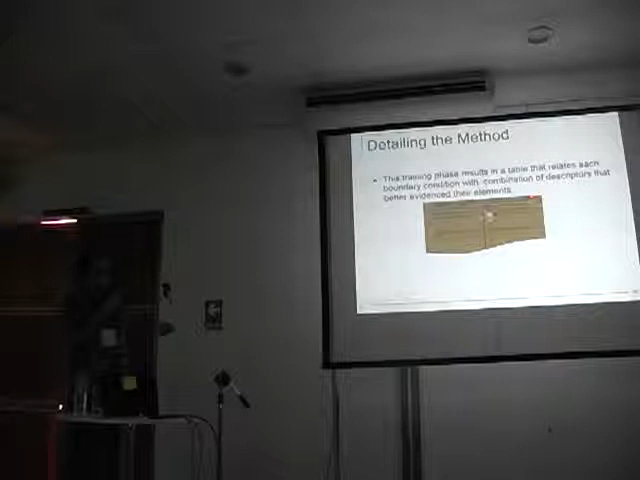 Detailing the Method
• This training phase results in a table that relates each
boundary condition with combination of descriptors that
better evidenced their elements.